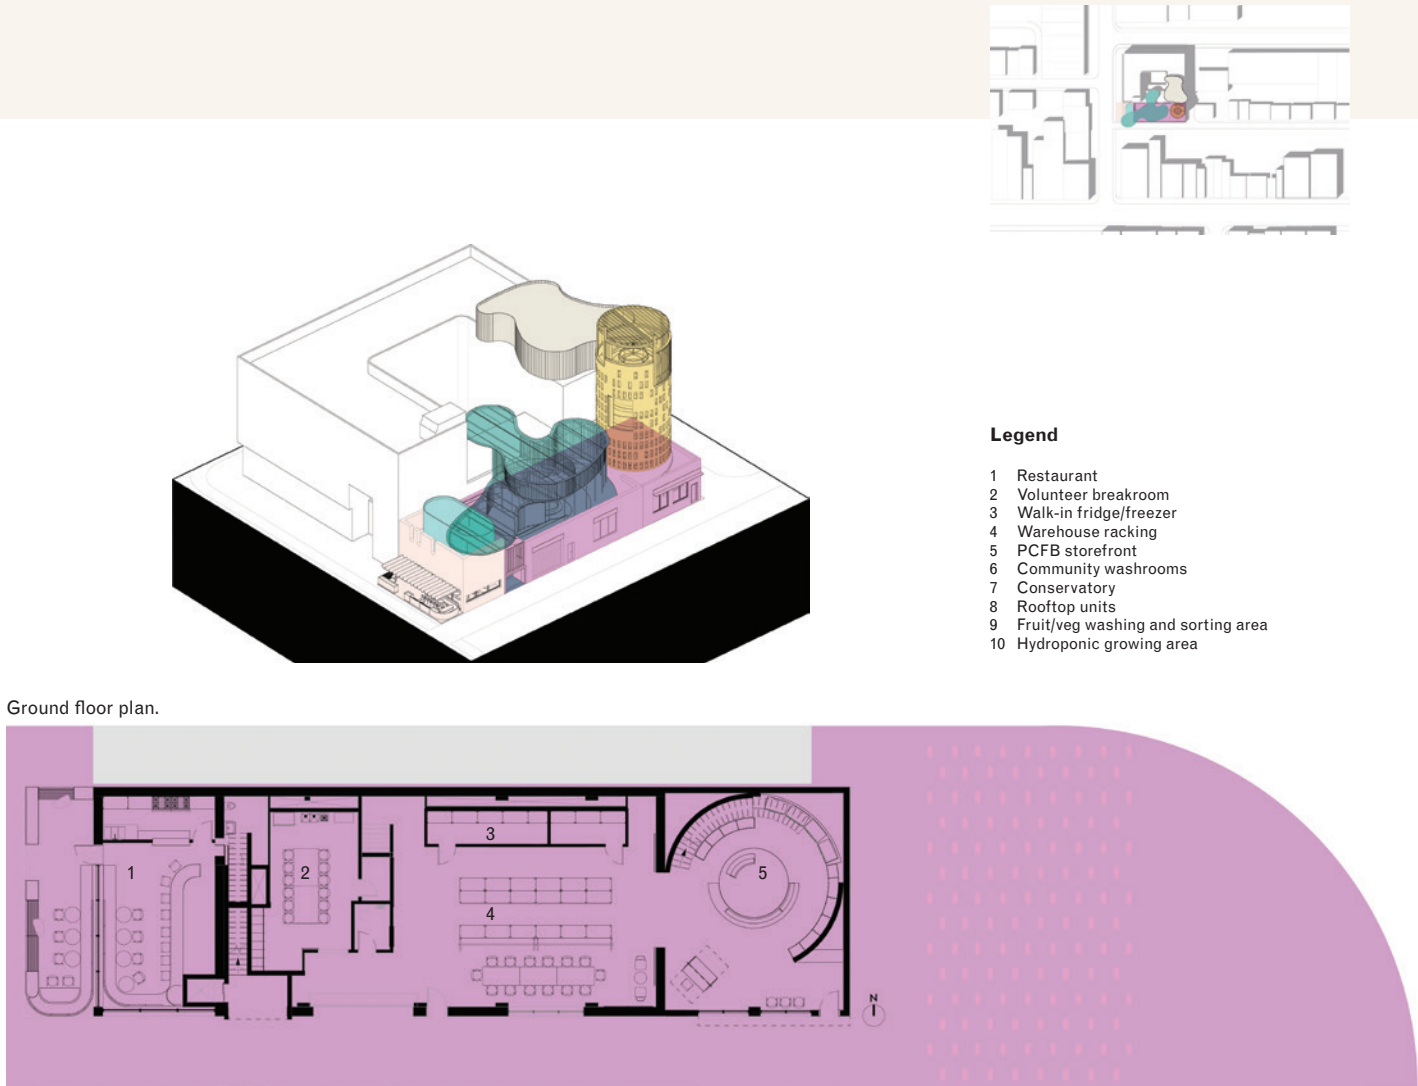 Legend
1 Restaurant
2 Volunteer breakroom
3 Walk-in fridge/freezer
4 Warehouse racking
5 PCFB storefront
6 Community washrooms
7 Conservatory
8 Rooftop units
9 Fruit/veg washing and sorting area
10 Hydroponic growing area
Ground floor plan.
3
1
2
5
4
N